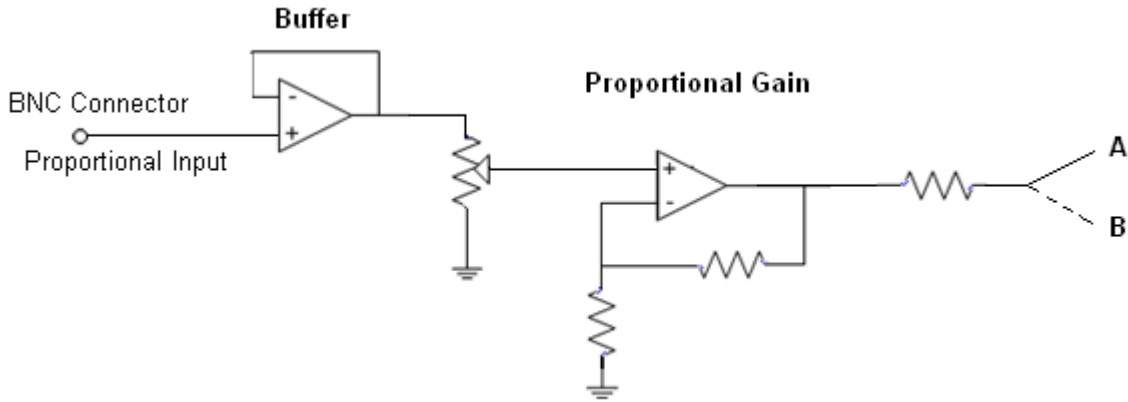 Buffer
Proportional Gain
BNC Connector
-
+
Proportional Input
+
-
A
B